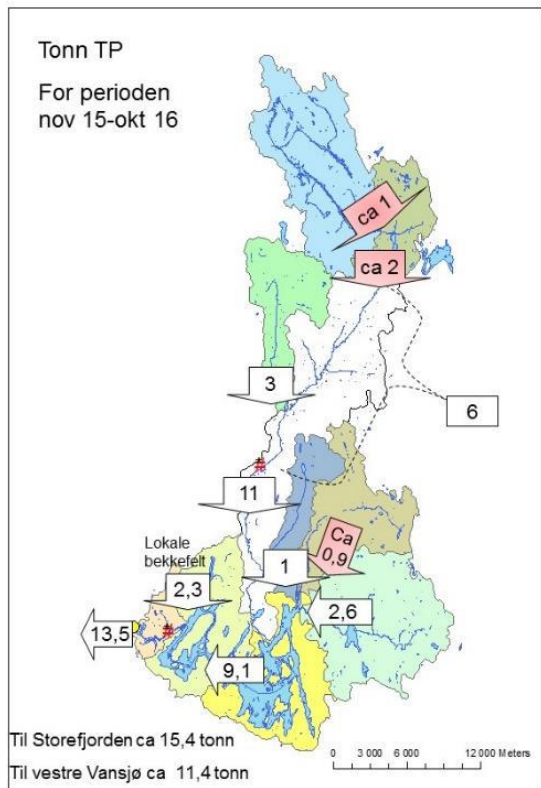 Tonn TP
For perioden
nov 15-okt 16
ca 1
ca 2
3
6
11
Ca
0,9
Lokale
bekkefelt
1
2,3
2,6
13,5
9,1
Til Storefjorden ca 15,4 tonn
Til vestre Vansjø ca 11,4 tonn
0 3 000 6 000 12 000 Meters